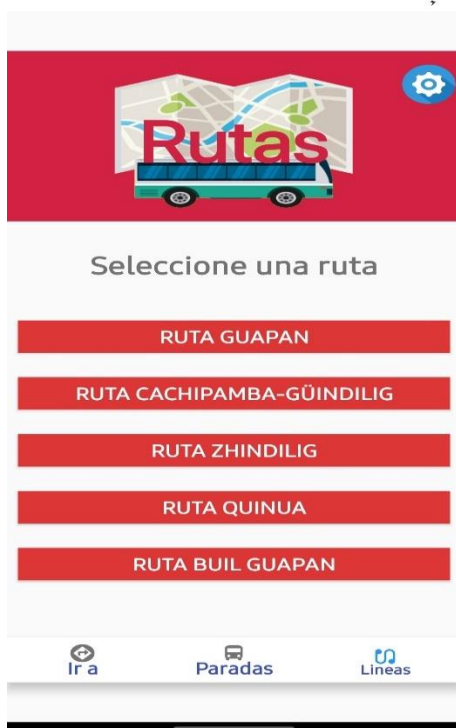 Rutas
Seleccione una ruta
RUTA GUAPAN
RUTA CACHIPAMBA-GÜINDILIG
RUTA ZHINDILIG
RUTA QUINUA
RUTA BUIL GUAPAN
Ir a Paradas Lineas